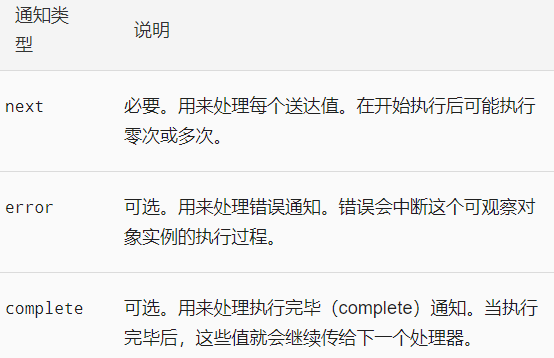 通知类
型
说明
next
必要。用来处理每个送达值。在开始执行后可能执行
零次或多次。
error
可选。用来处理错误通知。错误会中断这个可观察对
象实例的执行过程。
complete
可选。用来处理执行完毕（complete）通知。当执行
完毕后，这些值就会继续传给下一个处理器。